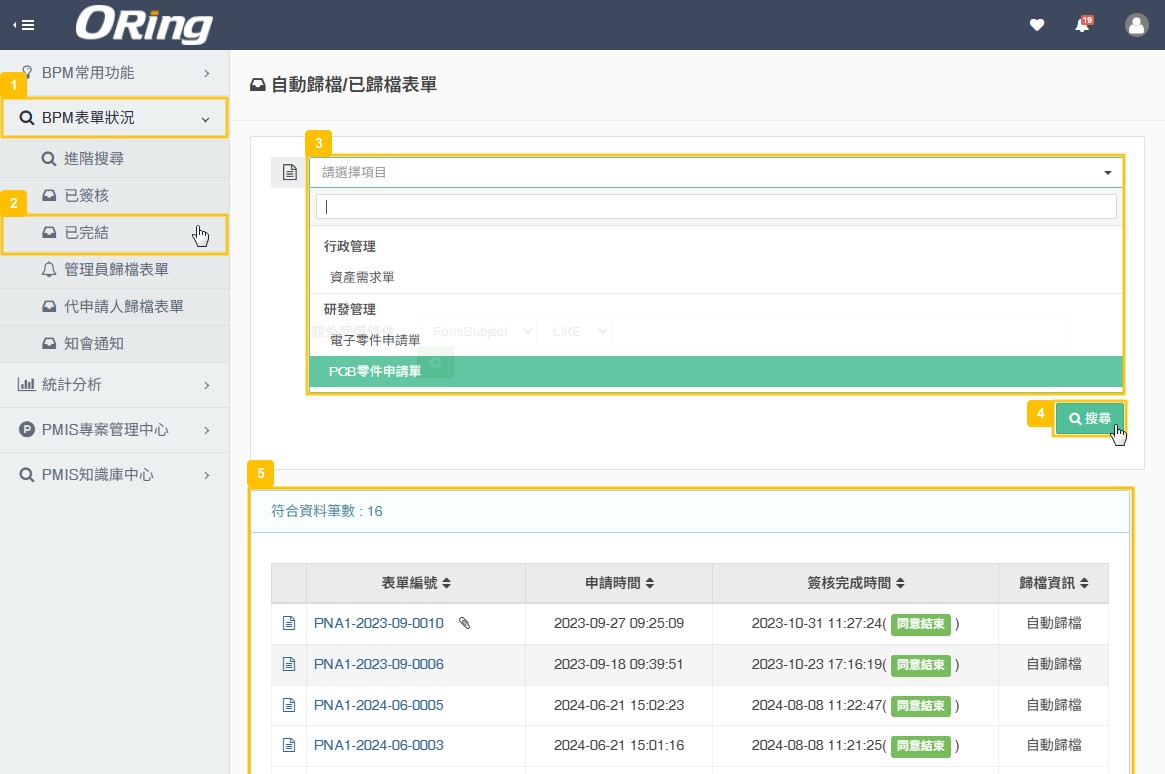 ORing
19
BPM常用功能
1
BPM表單狀況
進階搜尋
已簽核
2
已完結
管理員歸檔表單
代申請人歸檔表單
知會通知
統計分析
PMIS專案管理中心
PMIS知識庫中心
自動歸檔/已歸檔表單
3
請選擇項目
行政管理
資產需求單
研發管理
額外篩選條件 FormSubject LIKE
電子零件申請單
PCB零件申請單
4
搜尋
5
符合資料筆數 : 16
表單編號 申請時間 簽核完成時間 歸檔資訊
PNA1-2023-09-0010 2023-09-27 09:25:09 2023-10-31 11:27:24( 同意結束 ) 自動歸檔
PNA1-2023-09-0006 2023-09-18 09:39:51 2023-10-23 17:16:19( 同意結束 ) 自動歸檔
PNA1-2024-06-0005 2024-06-21 15:02:23 2024-08-08 11:22:47( 同意結束 ) 自動歸檔
PNA1-2024-06-0003 2024-06-21 15:01:16 2024-08-08 11:21:25( 同意結束 ) 自動歸檔